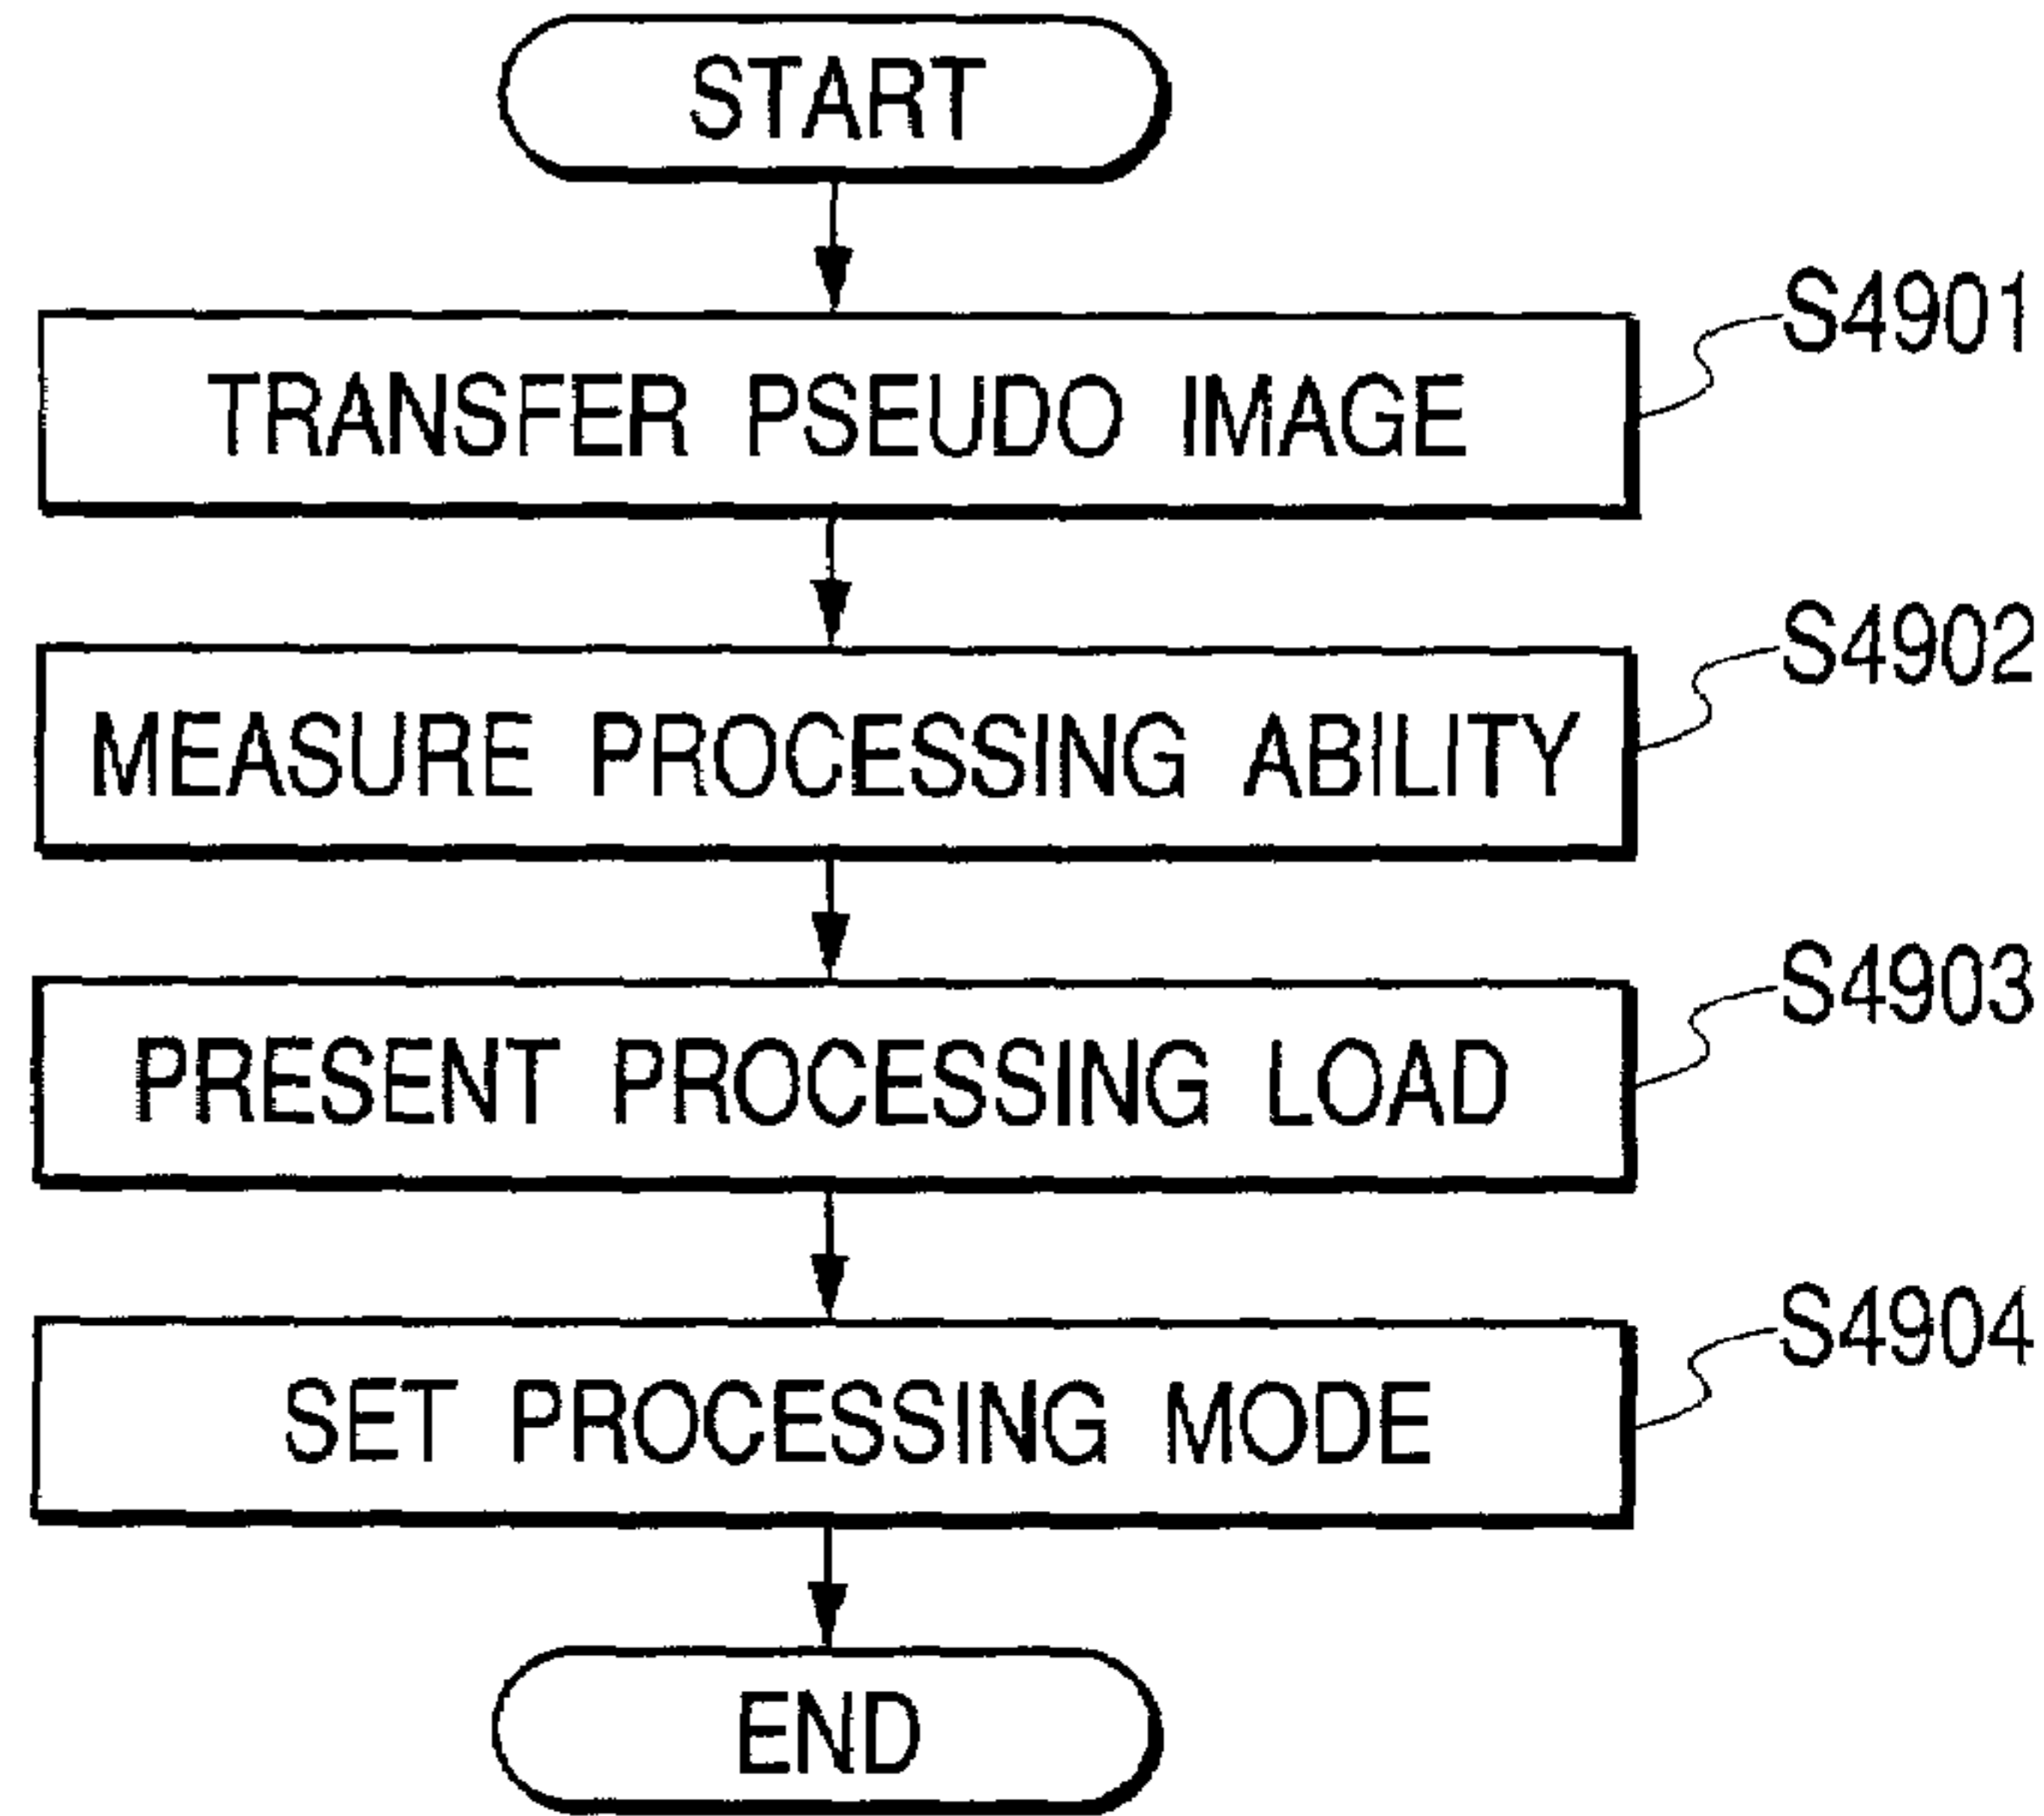 START
TRANSFER PSEUDO IMAGE
S4901
MEASURE PROCESSING ABILITY
S4902
PRESENT PROCESSING LOAD
S4903
SET PROCESSING MODE
S4904
END